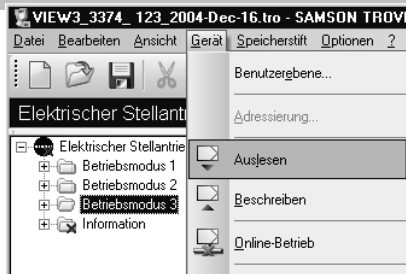 VIEW3_3374_ 123_2004-Dec-16.tro - SAMSON TROVI
Datei Bearbeiten Ansicht Gerät Speicherstift Optionen ?
Benutzerebene...
Adressierung...
Elektrischer Stellant
Elektrischer Stellantrie
Auslesen
Betriebsmodus 1
Betriebsmodus 2
Beschreiben
Betriebsmodus 3
Information
Online-Betrieb